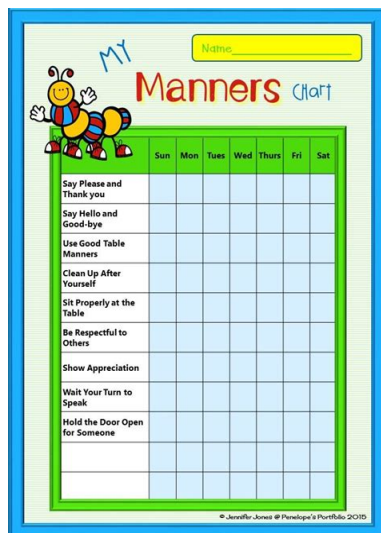 Name
MY
Manners Chart
Sun Mon Tues Wed Thurs Fri Sat
Say Please and
Thank you
Say Hello and
Good-bye
Use Good Table
Manners
Clean Up After
Yourself
Sit Properly at the
Table
Be Respectful to
Others
Show Appreciation
Wait Your Turn to
Speak
Hold the Door Open
for Someone
© Jennifer Jones @ Penelope's Portfolio 2015